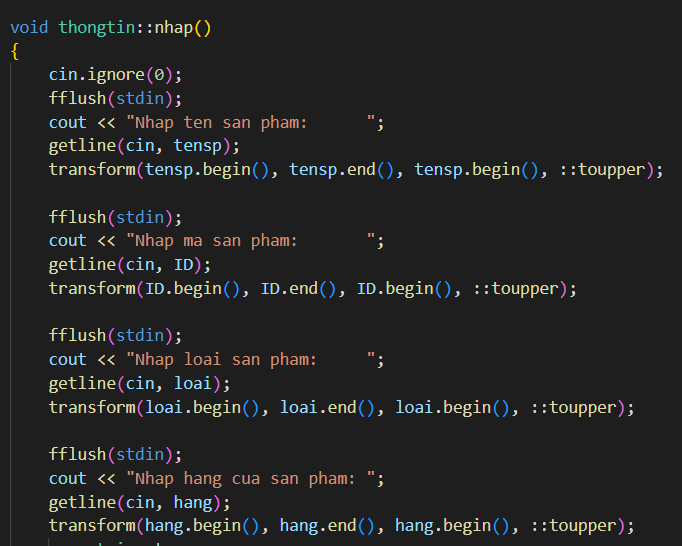 void thongtin::nhap()
{
    cin.ignore(0);
    fflush(stdin);
    cout << "Nhap ten san pham:      ";
    getline(cin, tensp);
    transform(tensp.begin(), tensp.end(), tensp.begin(), ::toupper);

    fflush(stdin);
    cout << "Nhap ma san pham:       ";
    getline(cin, ID);
    transform(ID.begin(), ID.end(), ID.begin(), ::toupper);

    fflush(stdin);
    cout << "Nhap loai san pham:     ";
    getline(cin, loai);
    transform(loai.begin(), loai.end(), loai.begin(), ::toupper);

    fflush(stdin);
    cout << "Nhap hang cua san pham: ";
    getline(cin, hang);
    transform(hang.begin(), hang.end(), hang.begin(), ::toupper);